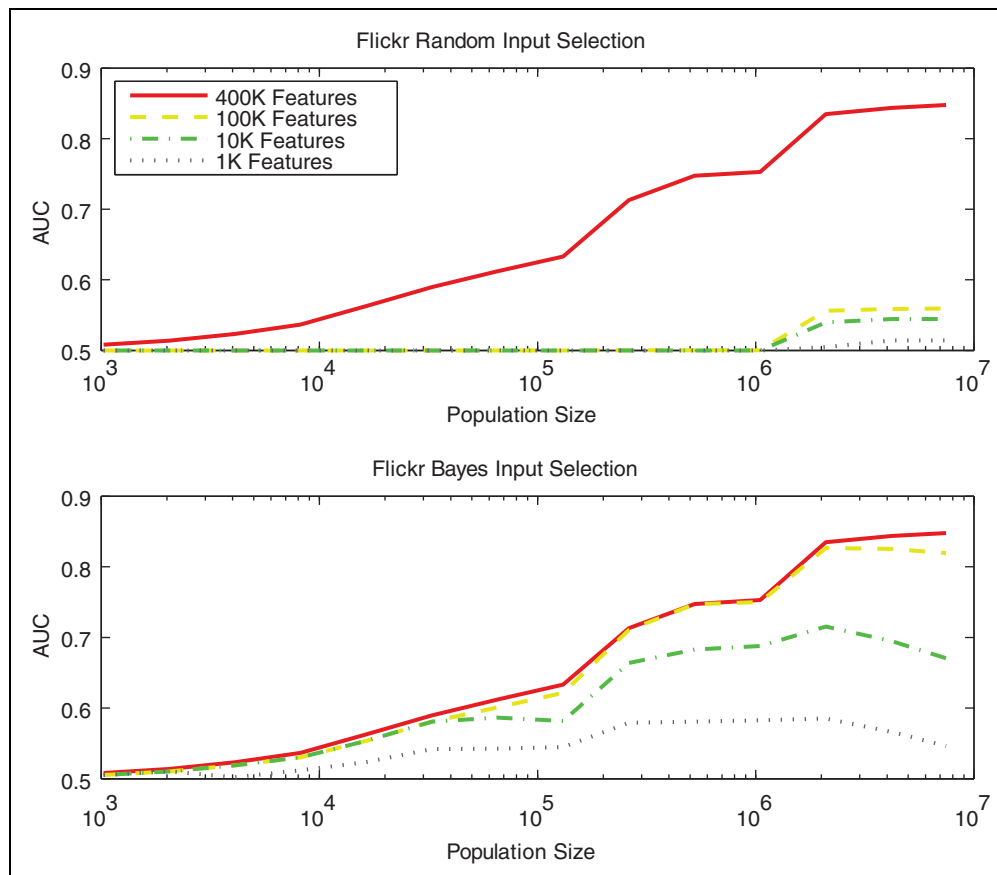 Flickr Random Input Selection
0.9
0.8
0.7
0.6
0.5
AUC
400K Features
100K Features
10K Features
1K Features
10^3
10^4
10^5
10^6
10^7
Population Size
Flickr Bayes Input Selection
0.9
0.8
0.7
0.6
0.5
AUC
10^3
10^4
10^5
10^6
10^7
Population Size